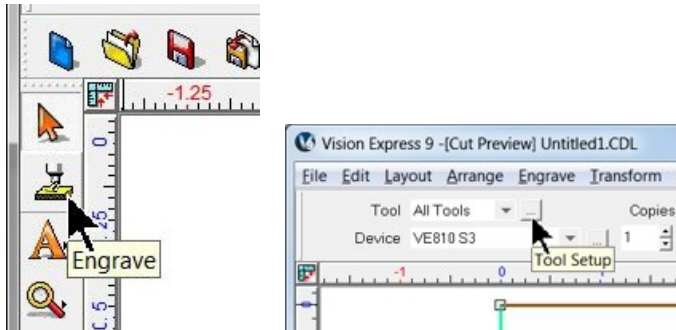 -1.25
0.
.25
Engrave
0.5
Vision Express 9 -[Cut Preview] Untitled1.CDL
File Edit Layout Arrange Engrave Transform
Tool All Tools ... Copies
Device VE810 S3 ... 1
Tool Setup
-1 0